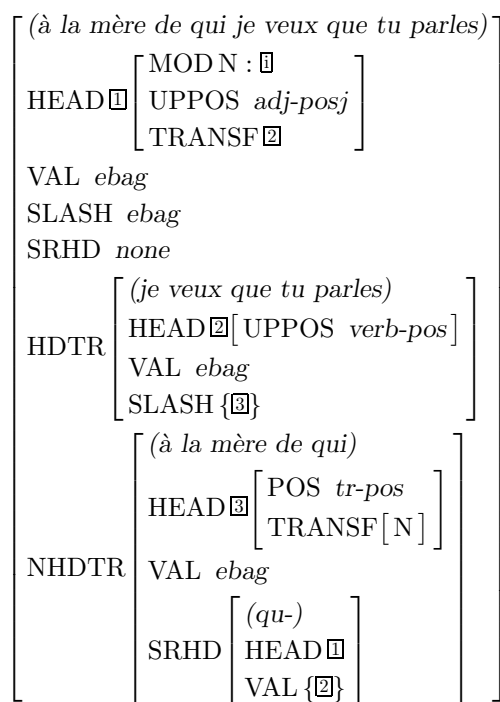 (à la mère de qui je veux que tu parles)
HEAD 1 MOD N : i
UPPOS adj-posj
TRANSF 2
VAL ebag
SLASH ebag
SRHD none
HDTR (je veux que tu parles)
HEAD 2 [ UPPOS verb-pos ]
VAL ebag
SLASH {3}
NHDTR (à la mère de qui)
HEAD 3 POS tr-pos
TRANSF [ N ]
VAL ebag
SRHD (qu-)
HEAD 1
VAL {2}